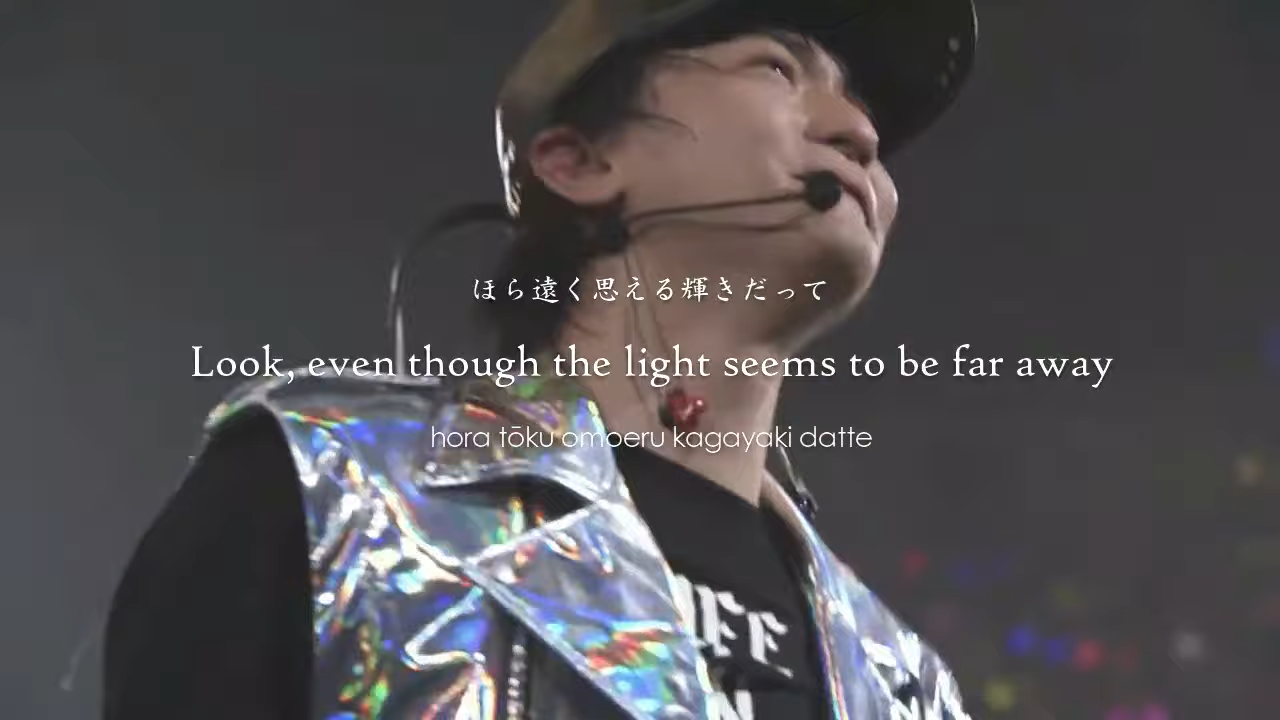 ほら遠く思える輝きだって
Look, even though the light seems to be far away
hora tōku omoeru kagayaki datte